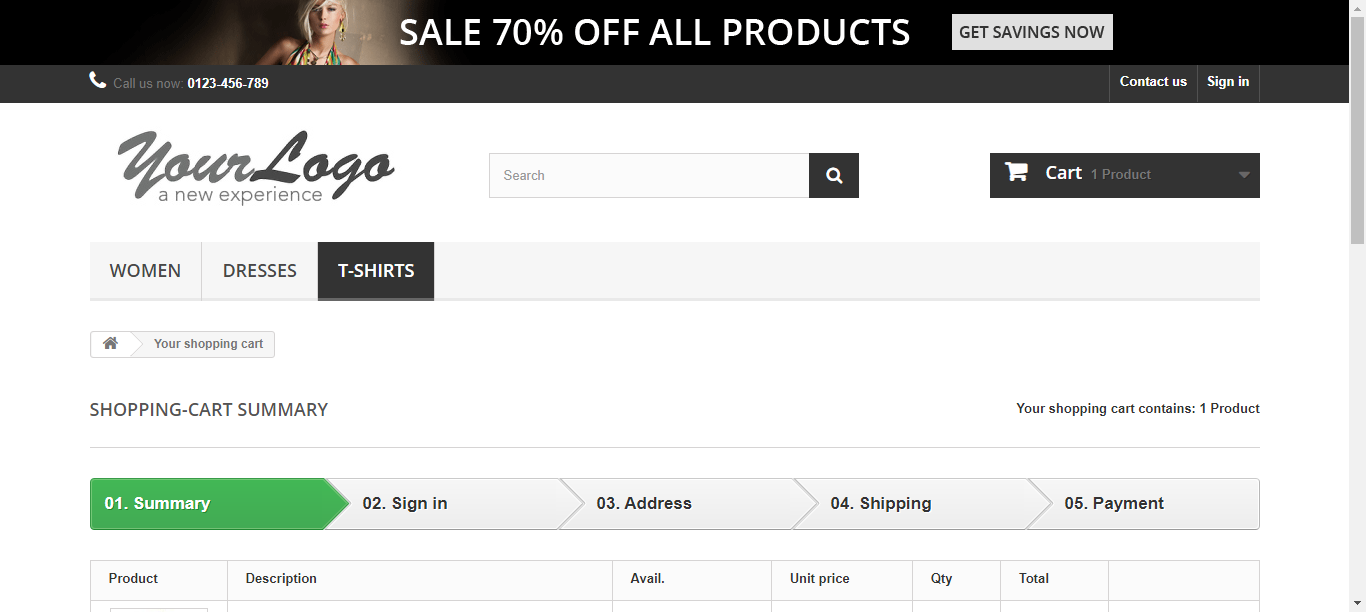 SALE 70% OFF ALL PRODUCTS GET SAVINGS NOW
Call us now: 0123-456-789 Contact us Sign in
Your Logo
a new experience
Search
Cart 1 Product
WOMEN DRESSES T-SHIRTS
Your shopping cart
SHOPPING-CART SUMMARY Your shopping cart contains: 1 Product
01. Summary 02. Sign in 03. Address 04. Shipping 05. Payment
Product Description Avail. Unit price Qty Total